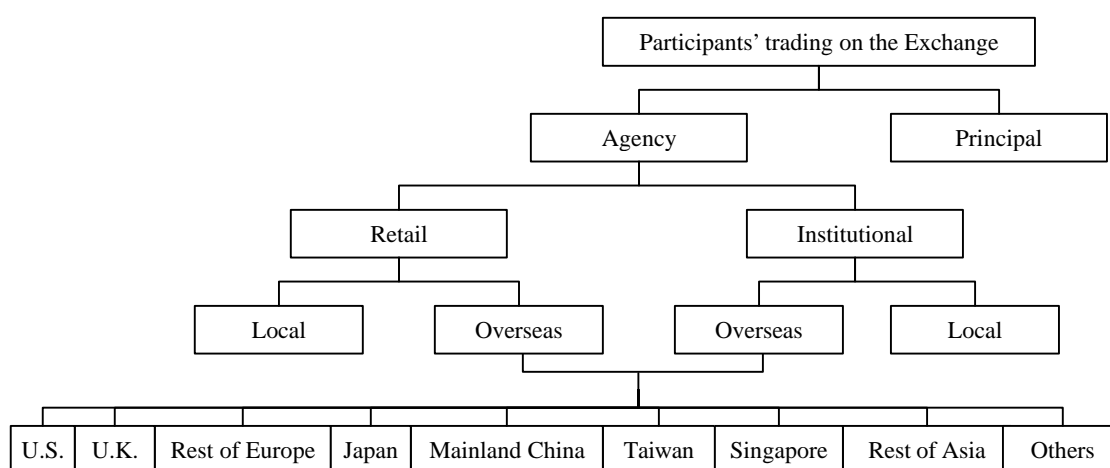 Participants’ trading on the Exchange
Agency
Principal
Retail
Institutional
Local
Overseas
Overseas
Local
U.S.
U.K.
Rest of Europe
Japan
Mainland China
Taiwan
Singapore
Rest of Asia
Others